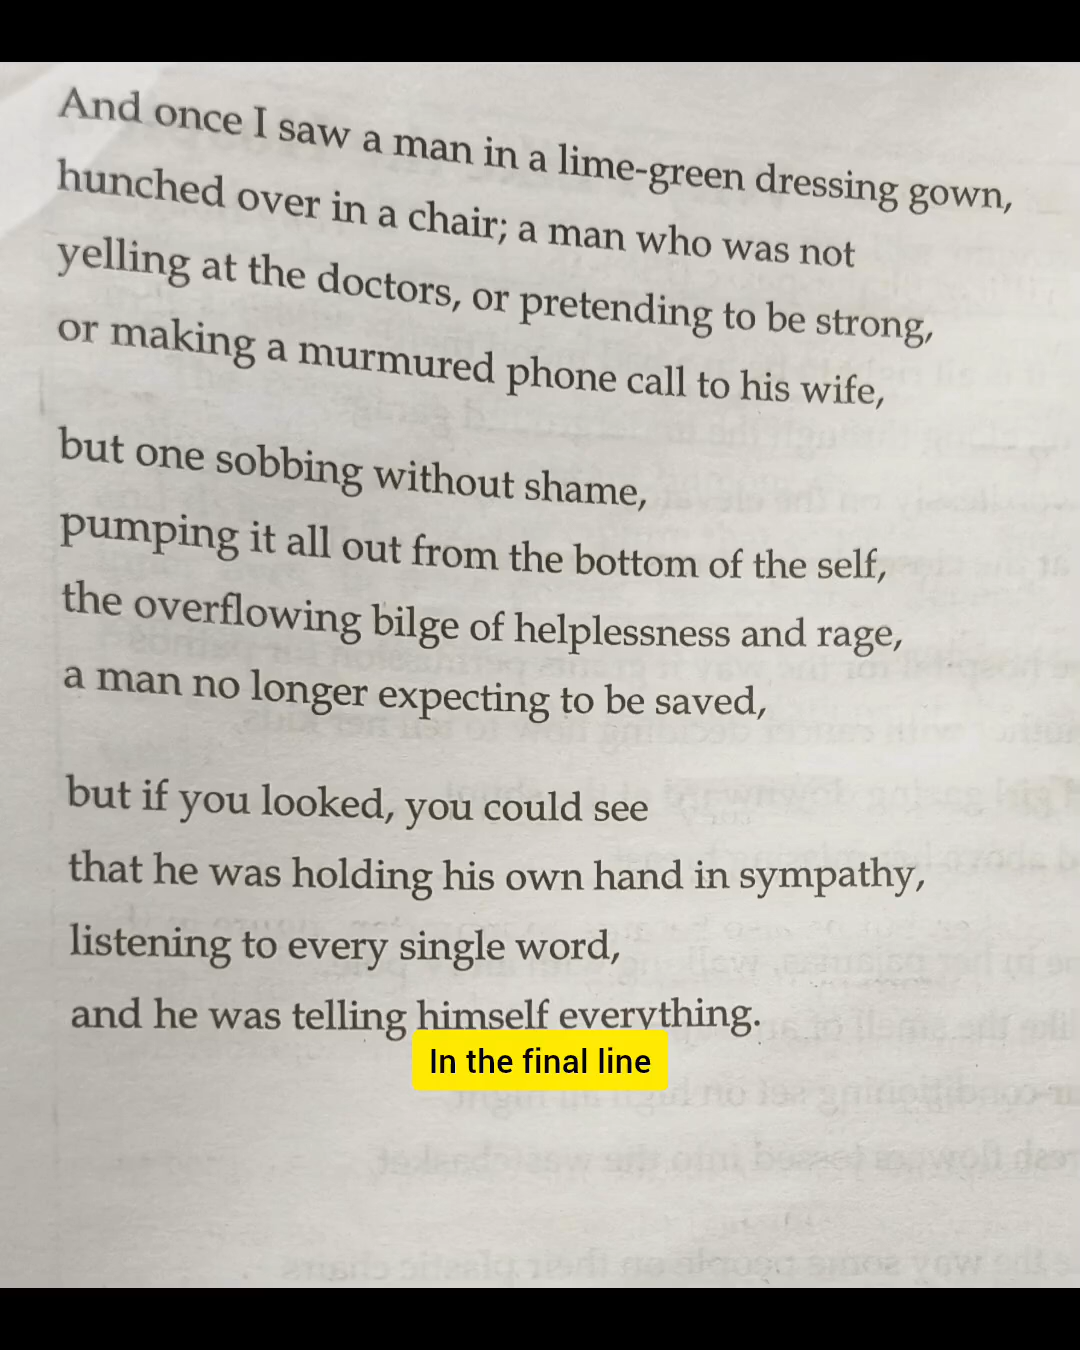 And once I saw a man in a lime-green dressing gown,
hunched over in a chair; a man who was not
yelling at the doctors, or pretending to be strong,
or making a murmured phone call to his wife,
but one sobbing without shame,
pumping it all out from the bottom of the self,
the overflowing bilge of helplessness and rage,
a man no longer expecting to be saved,
but if you looked, you could see
that he was holding his own hand in sympathy,
listening to every single word,
and he was telling himself everything.
In the final line